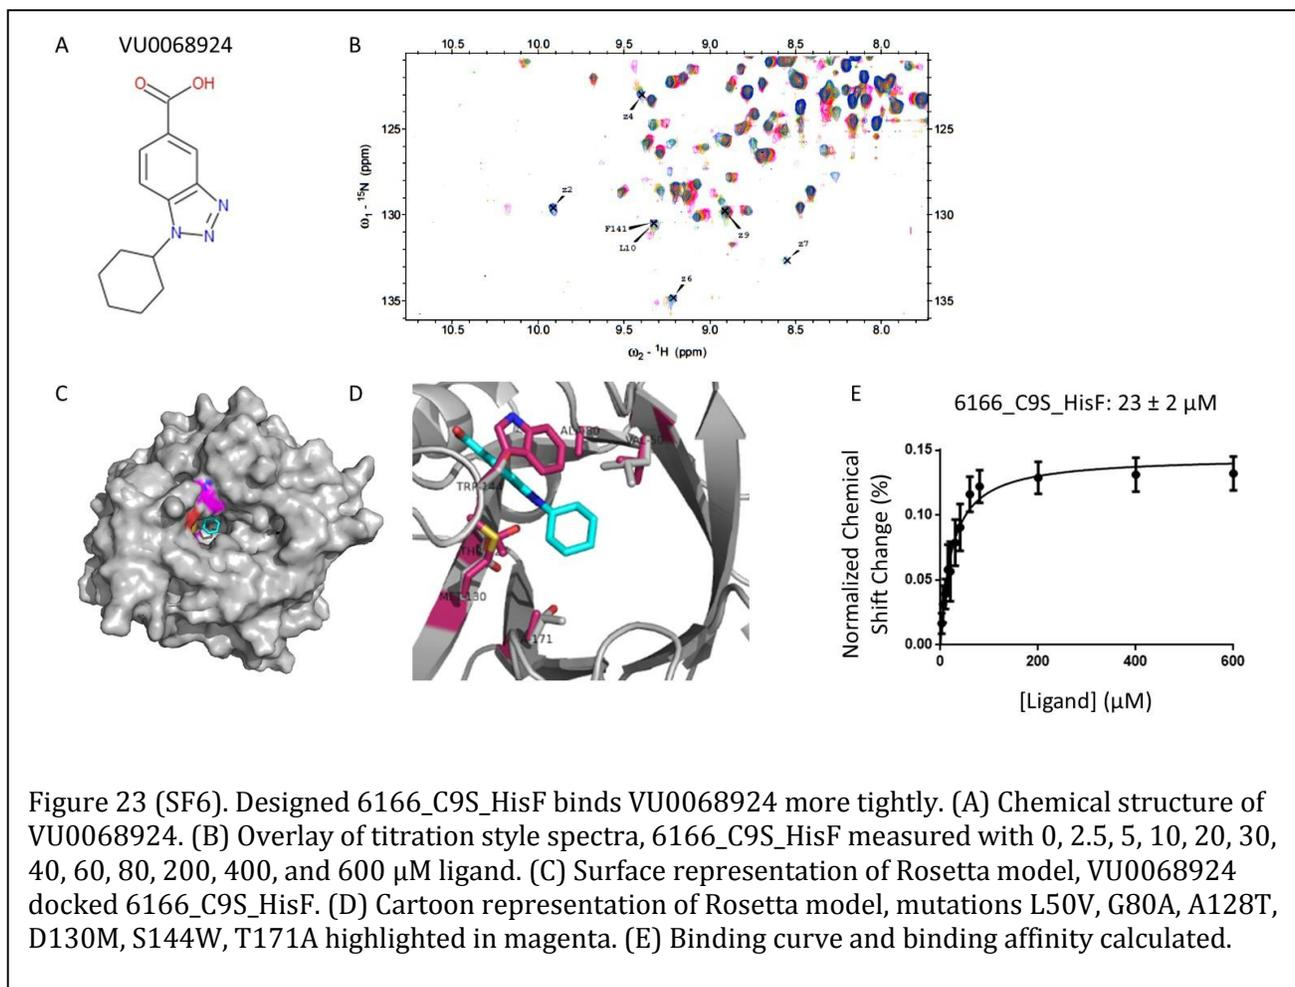 A
VU0068924
O
OH
N
N
N
B
10.5 10.0 9.5 9.0 8.5 8.0
125
130
135
ω1 - 15N (ppm)
125
130
135
z4
z2
F141
L10
z9
z7
z6
10.5 10.0 9.5 9.0 8.5 8.0
ω2 - 1H (ppm)
C
D
TRP-144
MET-130
171
E
6166_C9S_HisF: 23 ± 2 µM
Normalized Chemical
Shift Change (%)
0.15
0.10
0.05
0.00
0 200 400 600
[Ligand] (µM)
Figure 23 (SF6). Designed 6166_C9S_HisF binds VU0068924 more tightly. (A) Chemical structure of
VU0068924. (B) Overlay of titration style spectra, 6166_C9S_HisF measured with 0, 2.5, 5, 10, 20, 30,
40, 60, 80, 200, 400, and 600 µM ligand. (C) Surface representation of Rosetta model, VU0068924
docked 6166_C9S_HisF. (D) Cartoon representation of Rosetta model, mutations L50V, G80A, A128T,
D130M, S144W, T171A highlighted in magenta. (E) Binding curve and binding affinity calculated.